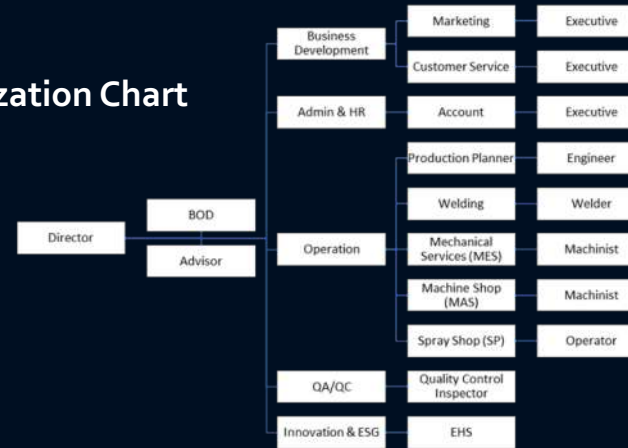 zation Chart
Director
BOD
Advisor
Business
Development
Marketing
Executive
Customer Service
Executive
Admin & HR
Account
Executive
Operation
Production Planner
Engineer
Welding
Welder
Mechanical
Services (MES)
Machinist
Machine Shop
(MAS)
Machinist
Spray Shop (SP)
Operator
QA/QC
Quality Control
Inspector
Innovation & ESG
EHS